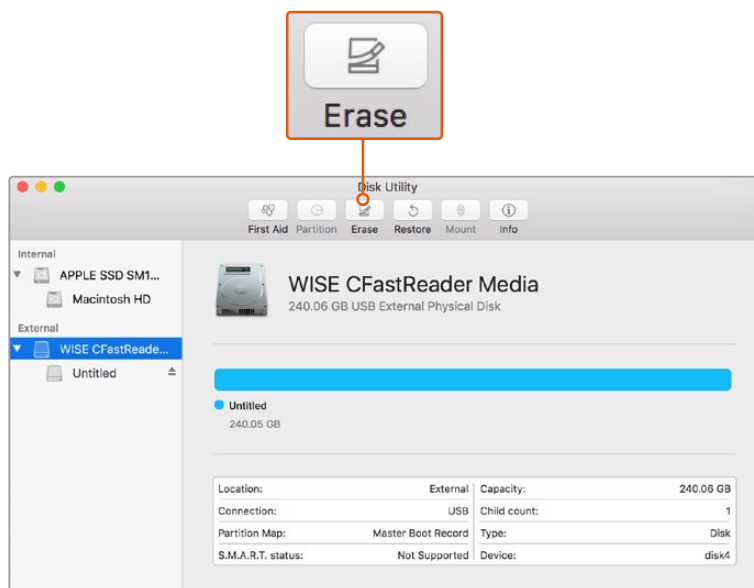 Erase
Disk Utility
First Aid Partition Erase Restore Mount Info
Internal
APPLE SSD SM1...
Macintosh HD
External
WISE CFastReade...
Untitled
WISE CFastReader Media
240.06 GB USB External Physical Disk
Untitled
240.05 GB
Location: External Capacity: 240.06 GB
Connection: USB Child count: 1
Partition Map: Master Boot Record Type: Disk
S.M.A.R.T. status: Not Supported Device: disk4